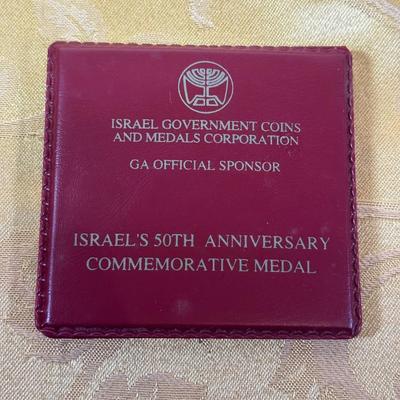 ISRAEL GOVERNMENT COINS
AND MEDALS CORPORATION
GA OFFICIAL SPONSOR
ISRAEL'S 50TH ANNIVERSARY
COMMEMORATIVE MEDAL